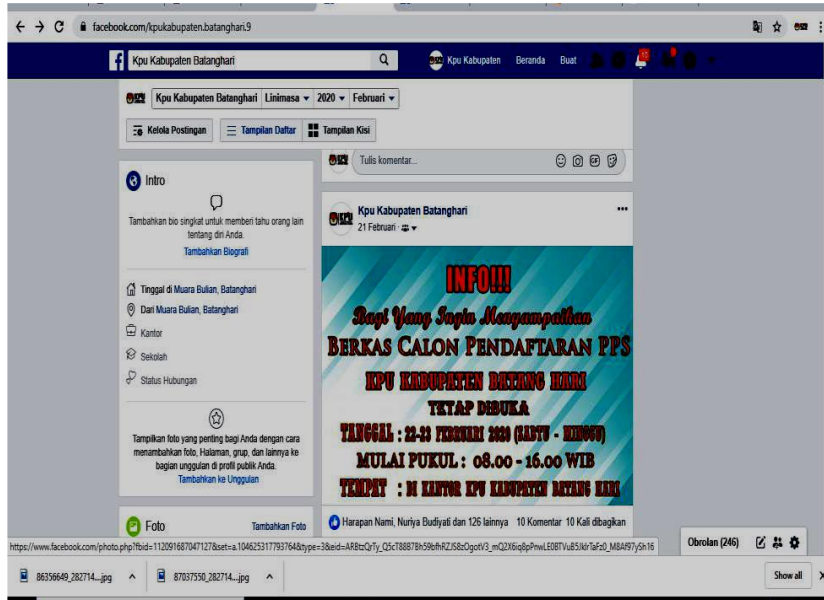 facebook.com/kpukabupaten.batanghari.9
Kpu Kabupaten Batanghari
Kpu Kabupaten Beranda Buat
Kpu Kabupaten Batanghari Linimasa 2020 Februari
Kelola Postingan Tampilan Daftar Tampilan Kisi
Intro
Tambahkan bio singkat untuk memberi tahu orang lain
tentang diri Anda.
Tambahkan Biografi
Tinggal di Muara Bulian, Batanghari
Dari Muara Bulian, Batanghari
Kantor
Sekolah
Status Hubungan
Tampilkan foto yang penting bagi Anda dengan cara
menambahkan foto, Halaman, grup, dan lainnya ke
bagian unggulan di profil publik Anda.
Tambahkan ke Unggulan
Foto Tambahkan Foto
Tulis komentar...
GIF
Kpu Kabupaten Batanghari
21 Februari
INFO!!!
Bagi Yang Ingin Menyampaikan
BERKAS CALON PENDAFTARAN PPS
KPU KABUPATEN BATANG HARI
TETAP DIBUKA
TANGGAL : 22-23 FEBRUARI 2020 (SABTU - MINGGU)
MULAI PUKUL : 08.00 - 16.00 WIB
TEMPAT : DI KANTOR KPU KABUPATEN BATANG HARI
Harapan Nami, Nuriya Budiyati dan 126 lainnya 10 Komentar 10 Kali dibagikan
Obrolan (246)
86356649_282714...jpg 87037550_282714...jpg Show all